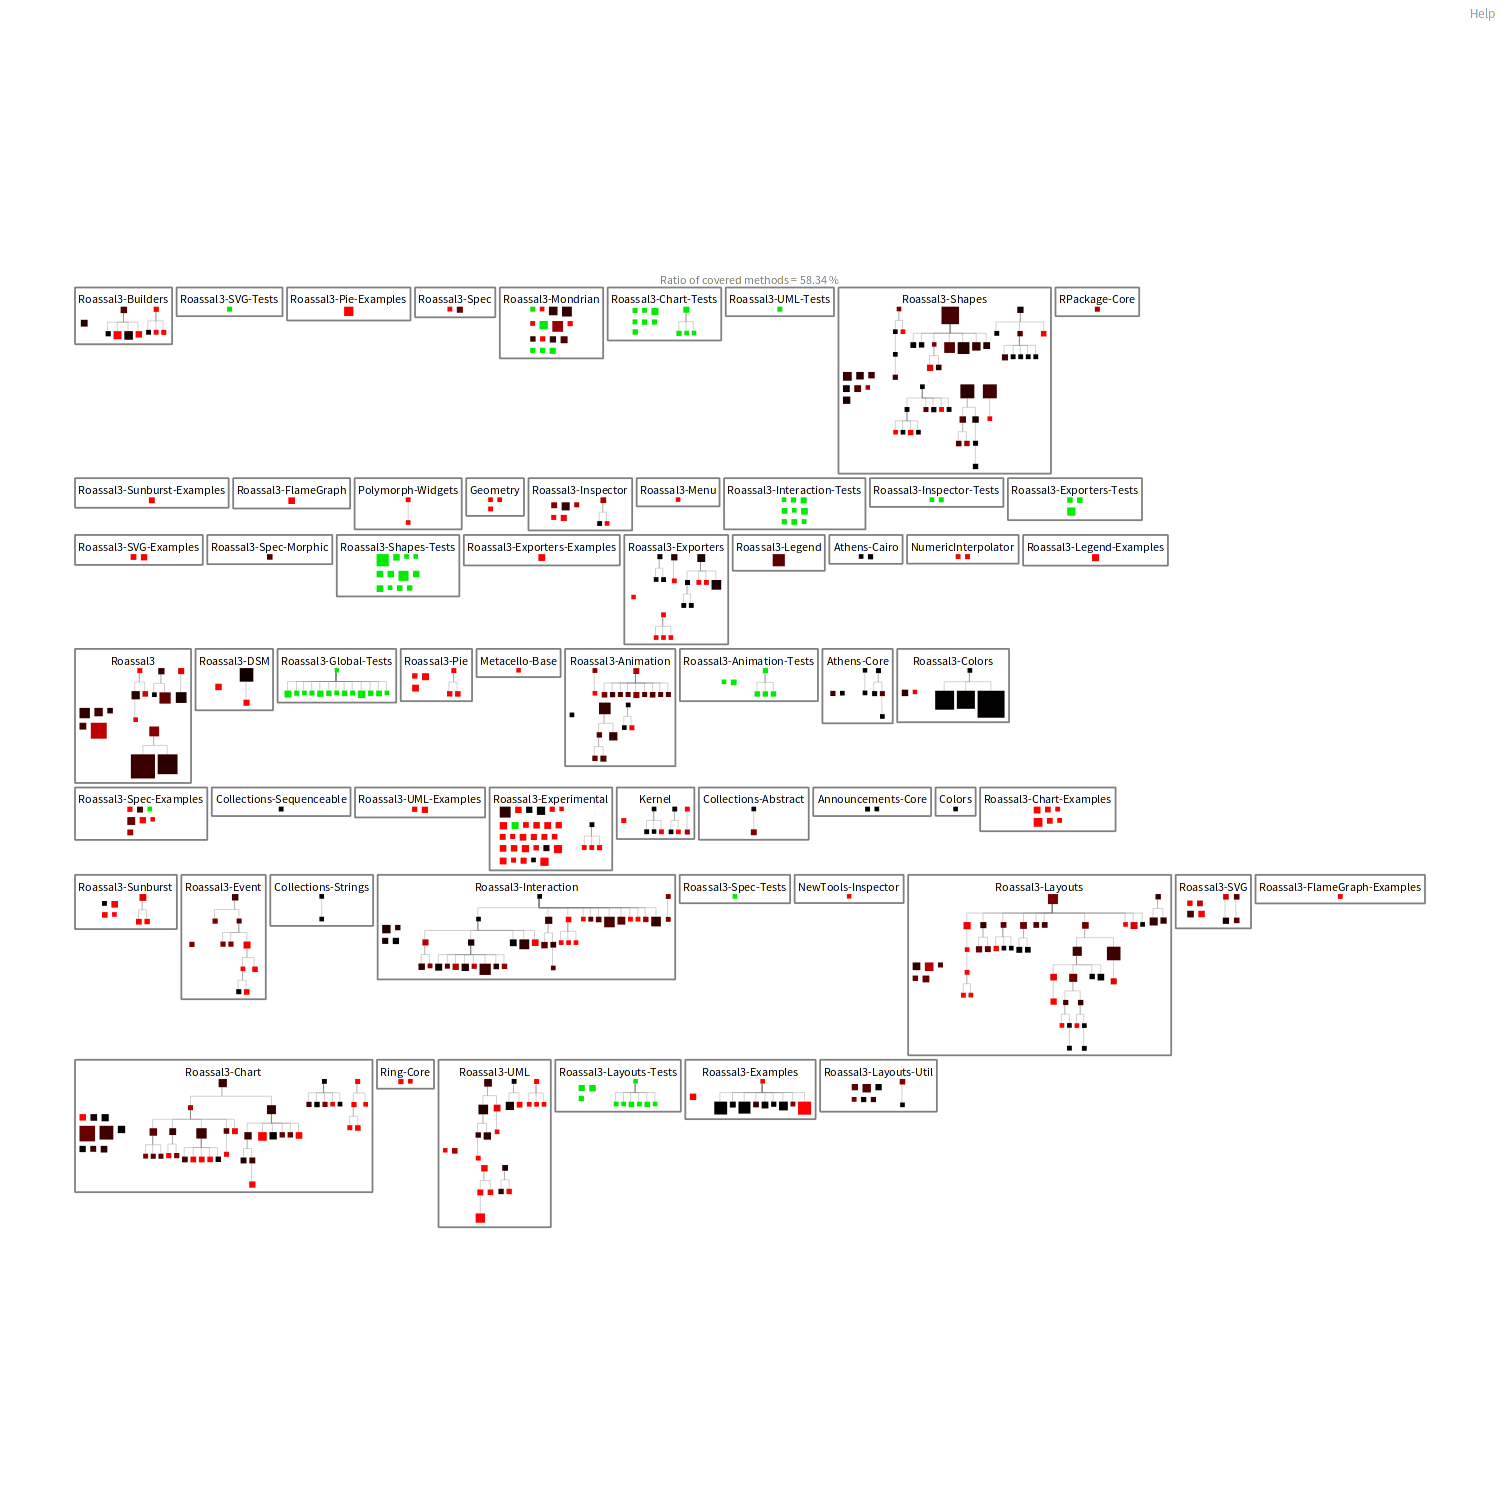 Help
Ratio of covered methods = 58.34 %
Roassal3-Builders
Roassal3-SVG-Tests
Roassal3-Pie-Examples
Roassal3-Spec
Roassal3-Mondrian
Roassal3-Chart-Tests
Roassal3-UML-Tests
Roassal3-Shapes
RPackage-Core
Roassal3-Sunburst-Examples
Roassal3-FlameGraph
Polymorph-Widgets
Geometry
Roassal3-Inspector
Roassal3-Menu
Roassal3-Interaction-Tests
Roassal3-Inspector-Tests
Roassal3-Exporters-Tests
Roassal3-SVG-Examples
Roassal3-Spec-Morphic
Roassal3-Shapes-Tests
Roassal3-Exporters-Examples
Roassal3-Exporters
Roassal3-Legend
Athens-Cairo
NumericInterpolator
Roassal3-Legend-Examples
Roassal3
Roassal3-DSM
Roassal3-Global-Tests
Roassal3-Pie
Metacello-Base
Roassal3-Animation
Roassal3-Animation-Tests
Athens-Core
Roassal3-Colors
Roassal3-Spec-Examples
Collections-Sequenceable
Roassal3-UML-Examples
Roassal3-Experimental
Kernel
Collections-Abstract
Announcements-Core
Colors
Roassal3-Chart-Examples
Roassal3-Sunburst
Roassal3-Event
Collections-Strings
Roassal3-Interaction
Roassal3-Spec-Tests
NewTools-Inspector
Roassal3-Layouts
Roassal3-SVG
Roassal3-FlameGraph-Examples
Roassal3-Chart
Ring-Core
Roassal3-UML
Roassal3-Layouts-Tests
Roassal3-Examples
Roassal3-Layouts-Util